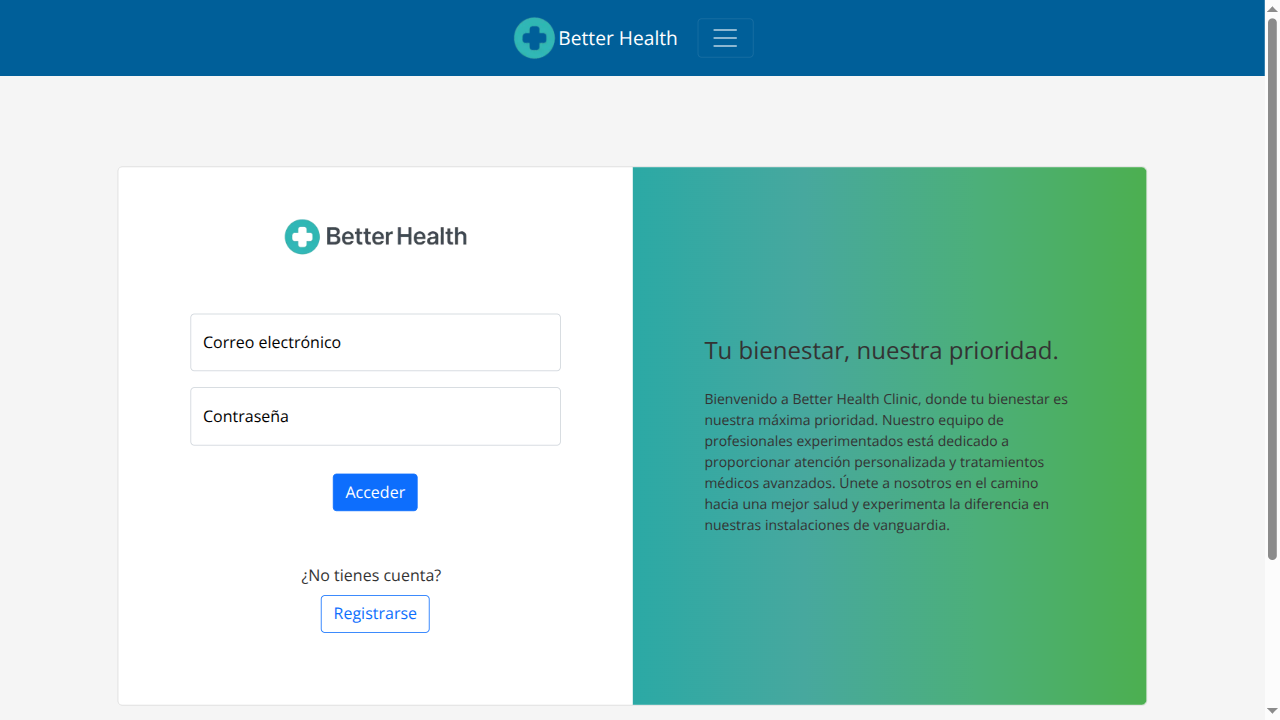 Better Health
Better Health
Correo electrónico
Contraseña
Acceder
¿No tienes cuenta?
Registrarse
Tu bienestar, nuestra prioridad.
Bienvenido a Better Health Clinic, donde tu bienestar es
nuestra máxima prioridad. Nuestro equipo de
profesionales experimentados está dedicado a
proporcionar atención personalizada y tratamientos
médicos avanzados. Únete a nosotros en el camino
hacia una mejor salud y experimenta la diferencia en
nuestras instalaciones de vanguardia.